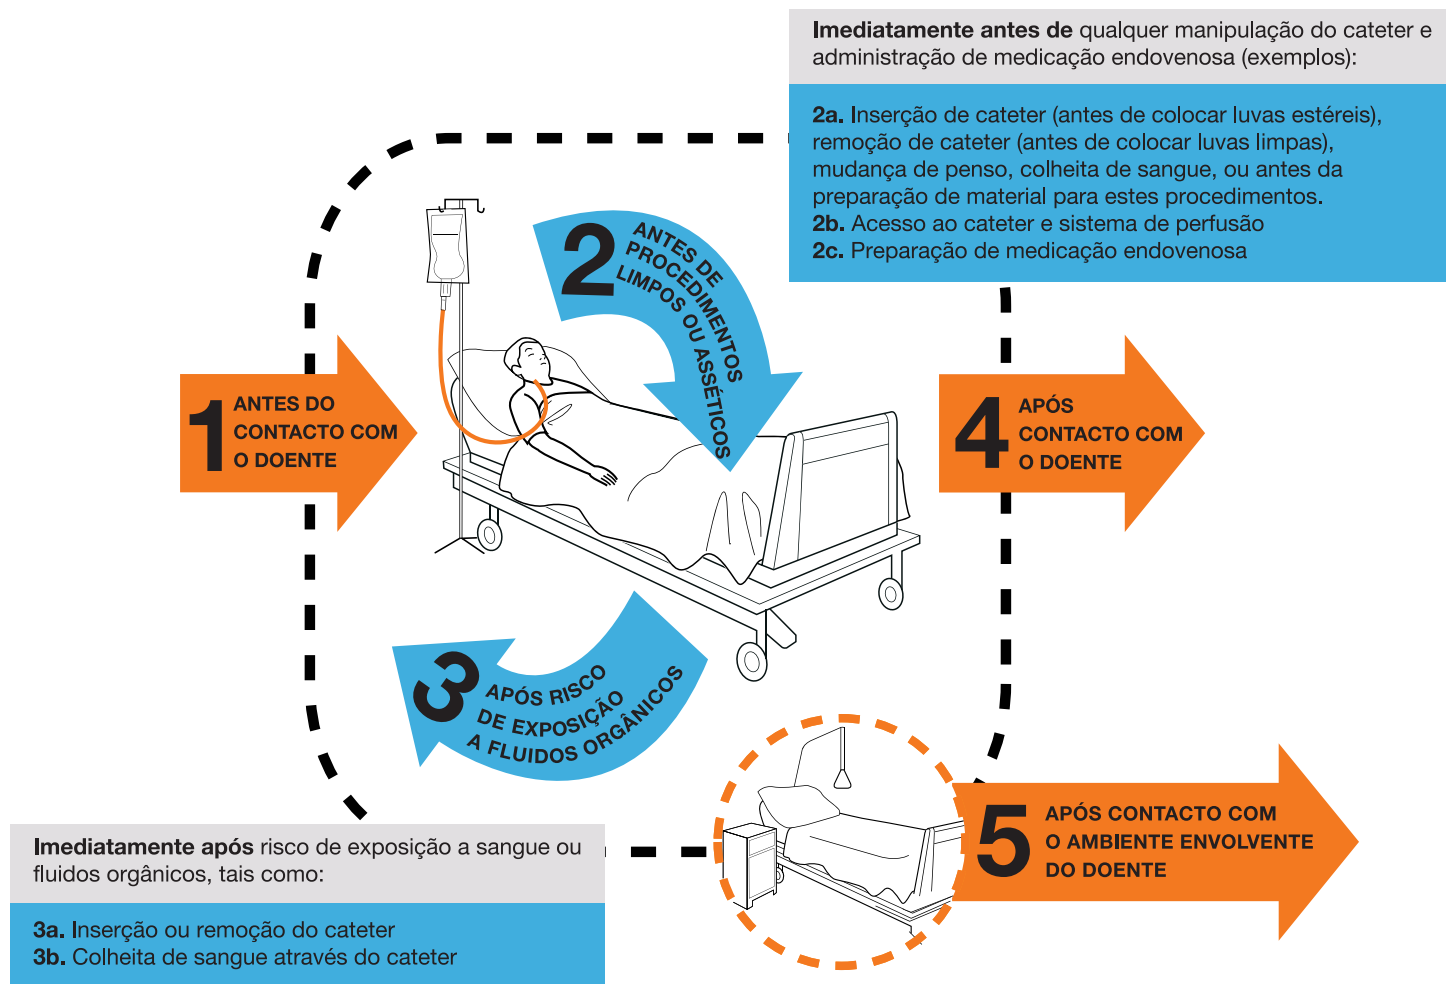 Imediatamente antes de qualquer manipulação do cateter e
administração de medicação endovenosa (exemplos):
2a. Inserção de cateter (antes de colocar luvas estéreis),
remoção de cateter (antes de colocar luvas limpas),
mudança de penso, colheita de sangue, ou antes da
preparação de material para estes procedimentos.
2b. Acesso ao cateter e sistema de perfusão
2c. Preparação de medicação endovenosa
1
ANTES DO
CONTACTO COM
O DOENTE
2
ANTES DE
PROCEDIMENTOS
LIMPOS OU ASSÉTICOS
3
APÓS RISCO
DE EXPOSIÇÃO
A FLUIDOS ORGÂNICOS
4
APÓS
CONTACTO COM
O DOENTE
5
APÓS CONTACTO COM
O AMBIENTE ENVOLVENTE
DO DOENTE
Imediatamente após risco de exposição a sangue ou
fluidos orgânicos, tais como:
3a. Inserção ou remoção do cateter
3b. Colheita de sangue através do cateter